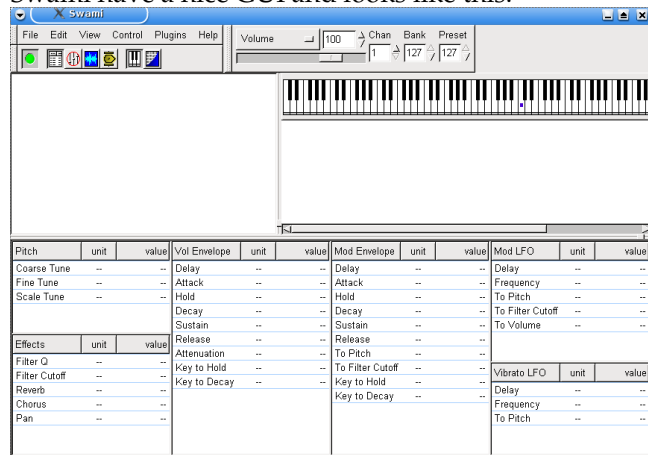 Swami have a nice GUI and looks like this:
Swami
File Edit View Control Plugins Help
Volume 100 Chan Bank Preset
1 127 127
Pitch unit value
Coarse Tune -- --
Fine Tune -- --
Scale Tune -- --
Effects unit value
Filter Q -- --
Filter Cutoff -- --
Reverb -- --
Chorus -- --
Pan -- --
Vol Envelope unit value
Delay -- --
Attack -- --
Hold -- --
Decay -- --
Sustain -- --
Release -- --
Attenuation -- --
Key to Hold -- --
Key to Decay -- --
Mod Envelope unit value
Delay -- --
Attack -- --
Hold -- --
Decay -- --
Sustain -- --
Release -- --
To Pitch -- --
To Filter Cutoff -- --
Key to Hold -- --
Key to Decay -- --
Mod LFO unit value
Delay -- --
Frequency -- --
To Pitch -- --
To Filter Cutoff -- --
To Volume -- --
Vibrato LFO unit value
Delay -- --
Frequency -- --
To Pitch -- --